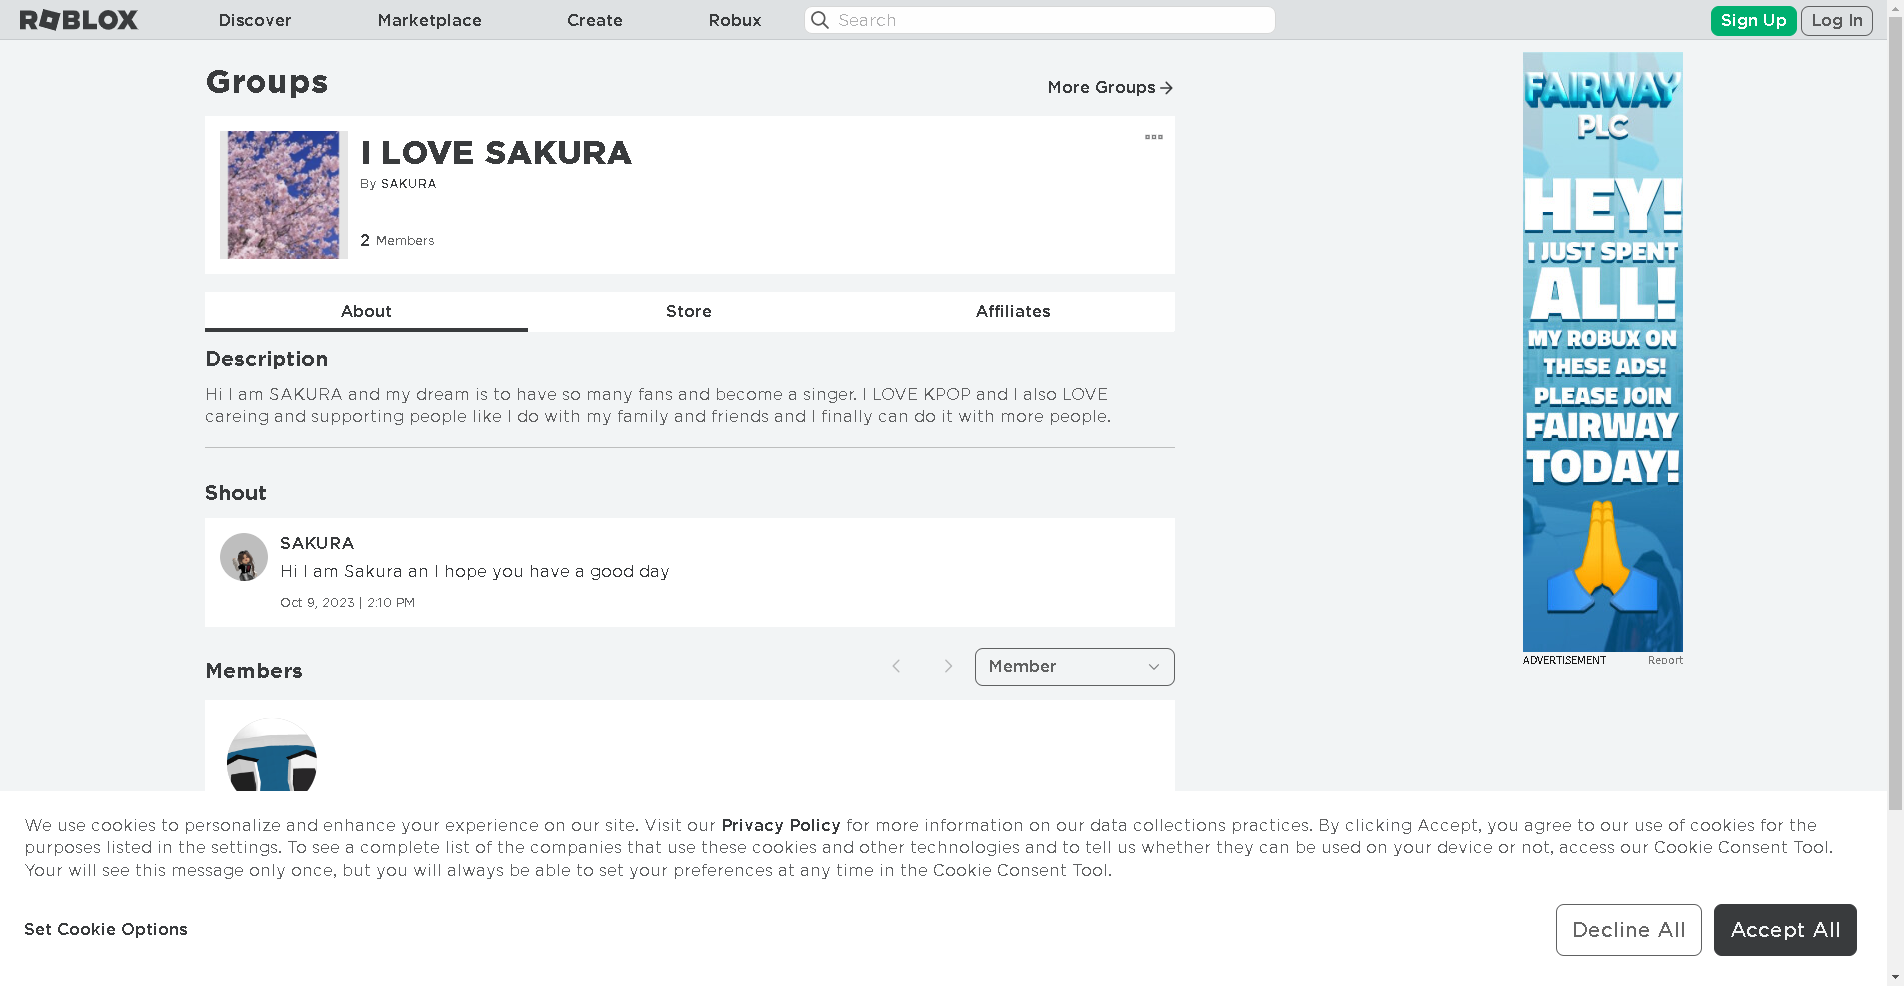 ROBLOX
Discover
Marketplace
Create
Robux
Search
Sign Up
Log In
Groups
More Groups
I LOVE SAKURA
By SAKURA
2 Members
About
Store
Affiliates
Description
Hi I am SAKURA and my dream is to have so many fans and become a singer. I LOVE KPOP and I also LOVE
careing and supporting people like I do with my family and friends and I finally can do it with more people.
Shout
SAKURA
Hi I am Sakura an I hope you have a good day
Oct 9, 2023 | 2:10 PM
Members
Member
FAIRWAY
PLC
HEY!
I JUST SPENT
ALL!
MY ROBUX ON
THESE ADS!
PLEASE JOIN
FAIRWAY
TODAY!
ADVERTISEMENT
Report
We use cookies to personalize and enhance your experience on our site. Visit our Privacy Policy for more information on our data collections practices. By clicking Accept, you agree to our use of cookies for the
purposes listed in the settings. To see a complete list of the companies that use these cookies and other technologies and to tell us whether they can be used on your device or not, access our Cookie Consent Tool.
Your will see this message only once, but you will always be able to set your preferences at any time in the Cookie Consent Tool.
Set Cookie Options
Decline All
Accept All